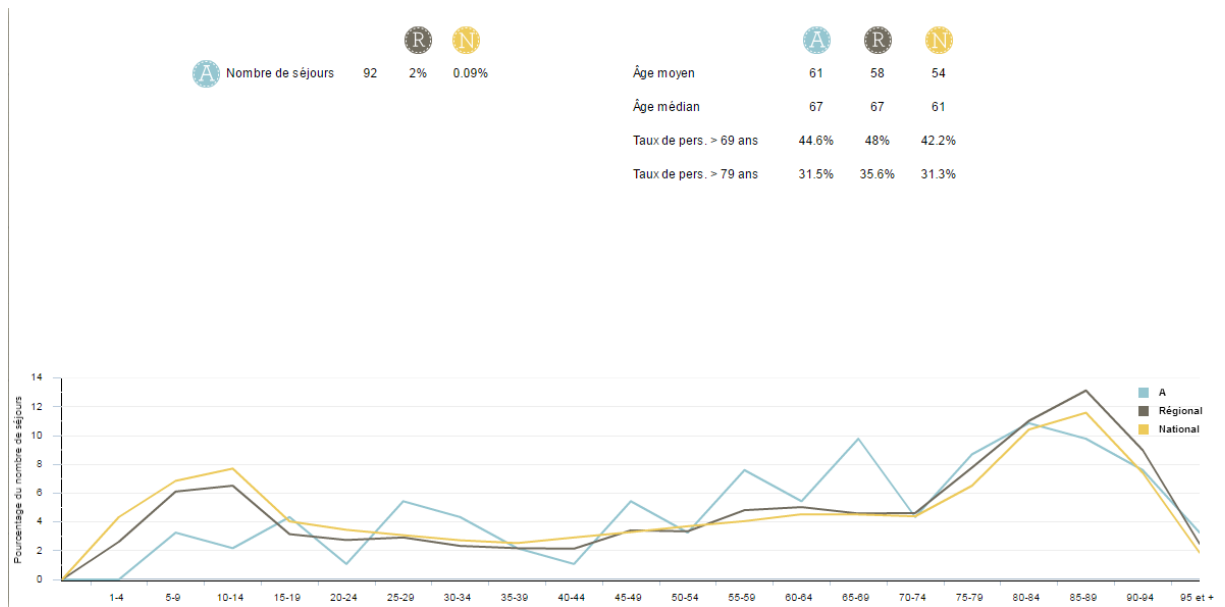 R N
A Nombre de séjours 92 2% 0.09%
A R N
Âge moyen 61 58 54
Âge médian 67 67 61
Taux de pers. > 69 ans 44.6% 48% 42.2%
Taux de pers. > 79 ans 31.5% 35.6% 31.3%
Pourcentage du nombre de séjours
14
12
10
8
6
4
2
0
A
Régional
National
1-4 5-9 10-14 15-19 20-24 25-29 30-34 35-39 40-44 45-49 50-54 55-59 60-64 65-69 70-74 75-79 80-84 85-89 90-94 95 et +